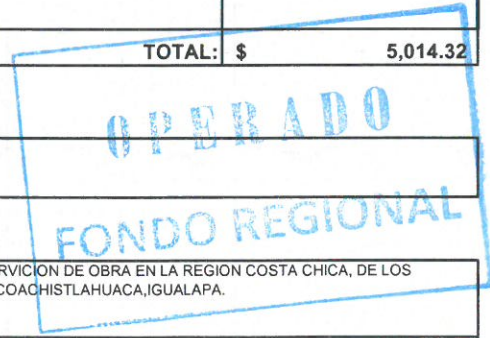 TOTAL: $ 5,014.32
OPERADO
FONDO REGIONAL
RVICION DE OBRA EN LA REGION COSTA CHICA, DE LOS
COACHISTLAHUACA,IGUALAPA.